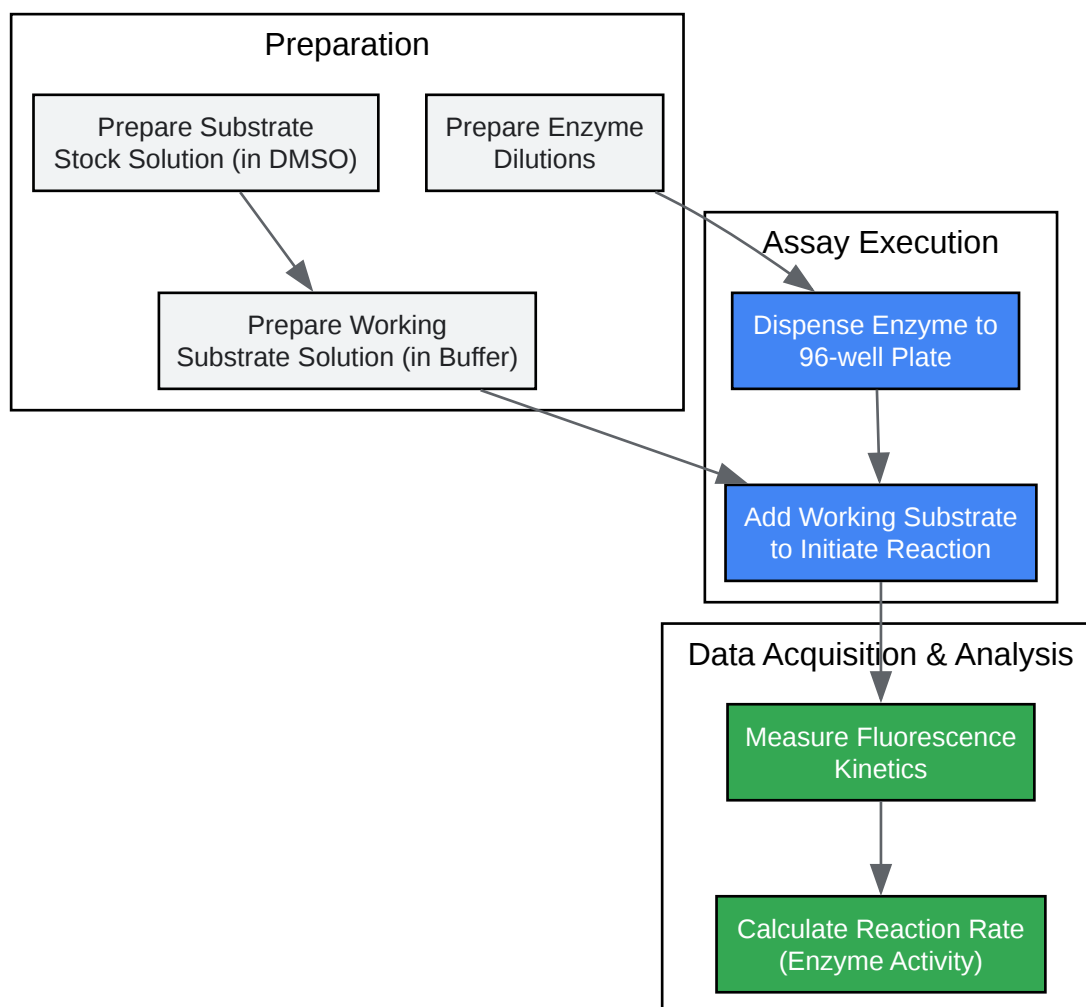 Preparation
Prepare Substrate
Stock Solution (in DMSO)
Prepare Enzyme
Dilutions
Prepare Working
Substrate Solution (in Buffer)
Assay Execution
Dispense Enzyme to
96-well Plate
Add Working Substrate
to Initiate Reaction
Data Acquisition & Analysis
Measure Fluorescence
Kinetics
Calculate Reaction Rate
(Enzyme Activity)